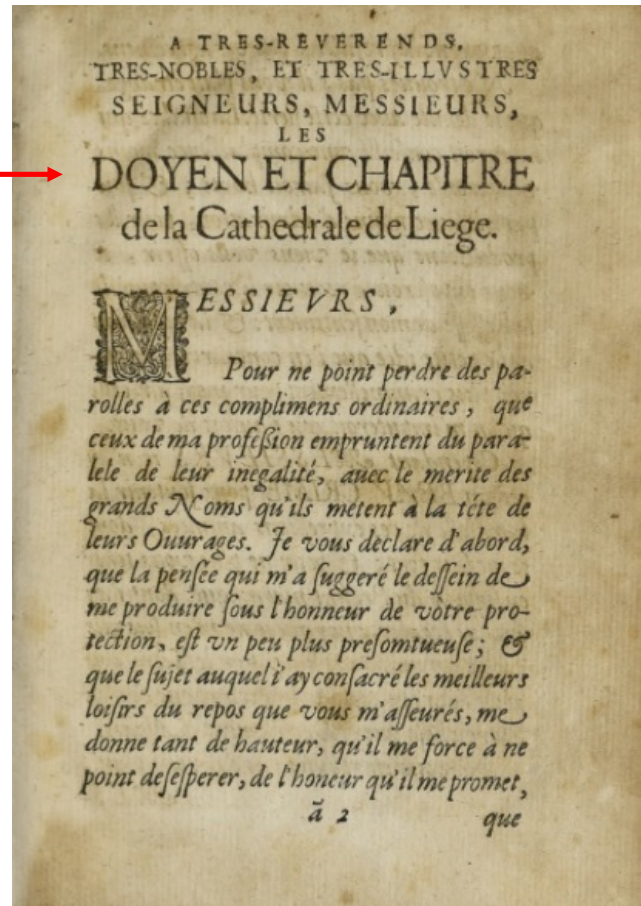 A TRES-REVERENDS,
TRES-NOBLES, ET TRES-ILLVSTRES
SEIGNEURS, MESSIEURS,
LES
DOYEN ET CHAPITRE
de la Cathedrale de Liege.
MESSIEVRS,
Pour ne point perdre des pa-
rolles à ces complimens ordinaires, que
ceux de ma profeßion empruntent du para-
lele de leur inegalité, auec le merite des
grands Noms qu'ils metent à la téte de
leurs Ouurages. Je vous declare d'abord,
que la pensée qui m'a suggeré le dessein de
me produire sous l'honneur de vôtre pro-
tection, est vn peu plus presomtueuse; &
que le sujet auquel i'ay consacré les meilleurs
loisirs du repos que vous m'asseurés, me
donne tant de hauteur, qu'il me force à ne
point desesperer, de l'honeur qu'il me promet,
ã 2 que